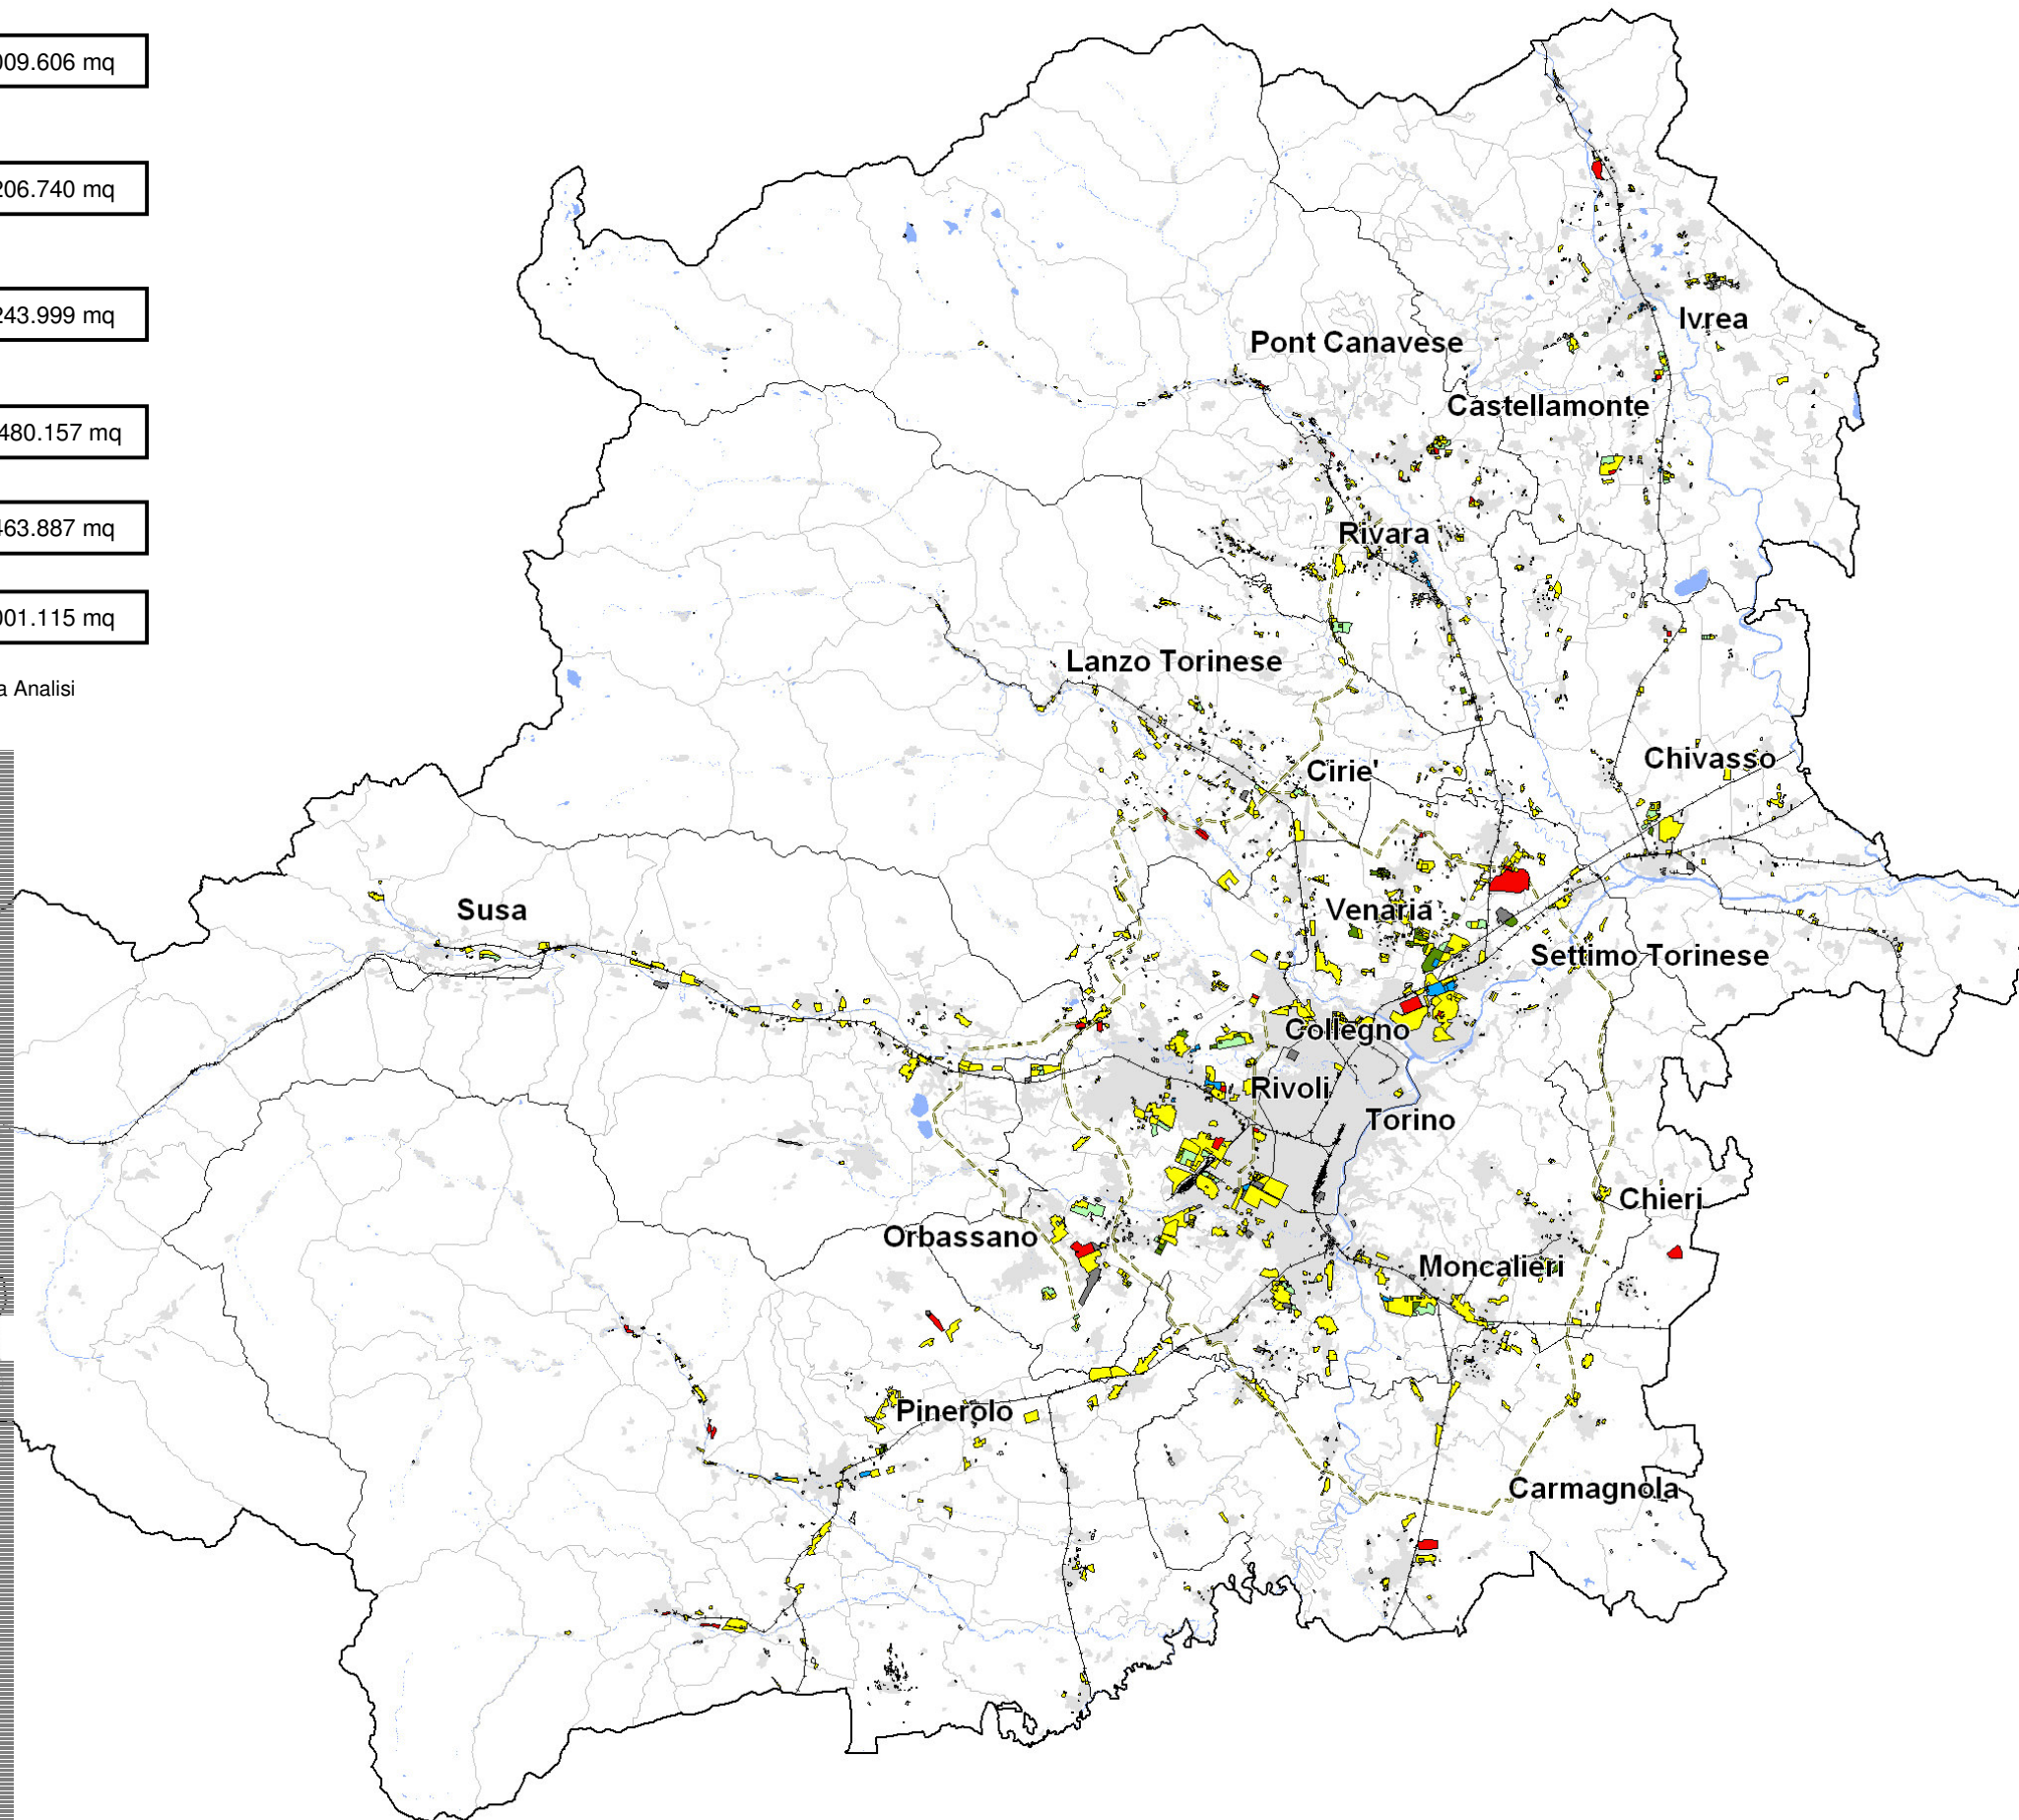 009.606 mq
206.740 mq
243.999 mq
480.157 mq
463.887 mq
001.115 mq
a Analisi
Ivrea
Pont Canavese
Castellamonte
Rivara
Lanzo Torinese
Chivasso
Cirie'
Susa
Venaria
Settimo Torinese
Collegno
Rivoli
Torino
Chieri
Orbassano
Moncalieri
Pinerolo
Carmagnola